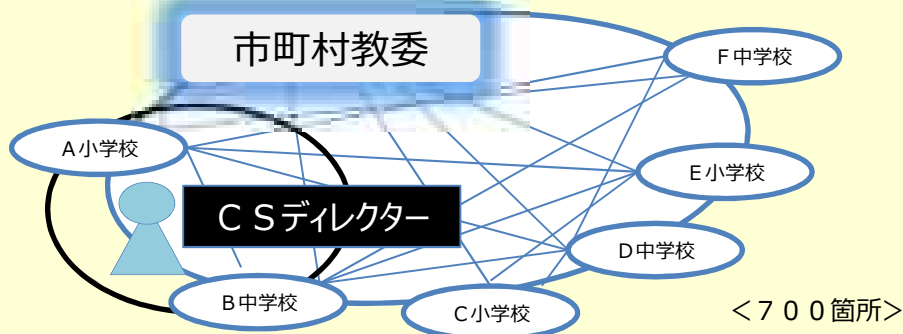 市町村教委
F中学校
A小学校
E小学校
CSディレクター
D中学校
B中学校
C小学校
＜７００箇所＞